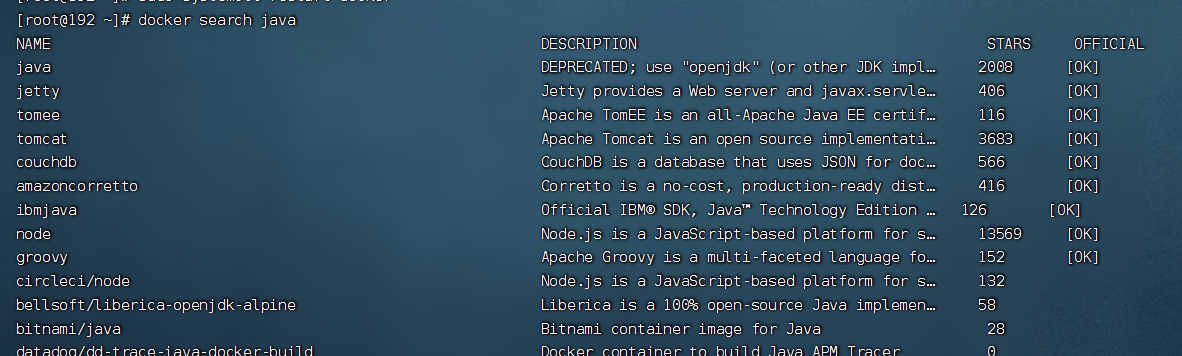 [root@192 ~]# sudo systemctl restart docker
[root@192 ~]# docker search java
NAME DESCRIPTION STARS OFFICIAL
java DEPRECATED; use "openjdk" (or other JDK impl… 2008 [OK]
jetty Jetty provides a Web server and javax.servle… 406 [OK]
tomee Apache TomEE is an all-Apache Java EE certif… 116 [OK]
tomcat Apache Tomcat is an open source implementati… 3683 [OK]
couchdb CouchDB is a database that uses JSON for doc… 566 [OK]
amazoncorretto Corretto is a no-cost, production-ready dist… 416 [OK]
ibmjava Official IBM® SDK, Java™ Technology Edition … 126 [OK]
node Node.js is a JavaScript-based platform for s… 13569 [OK]
groovy Apache Groovy is a multi-faceted language fo… 152 [OK]
circleci/node Node.js is a JavaScript-based platform for s… 132
bellsoft/liberica-openjdk-alpine Liberica is a 100% open-source Java implemen… 58
bitnami/java Bitnami container image for Java 28
datadog/dd-trace-java-docker-build Docker container to build Java APM Tracer 0